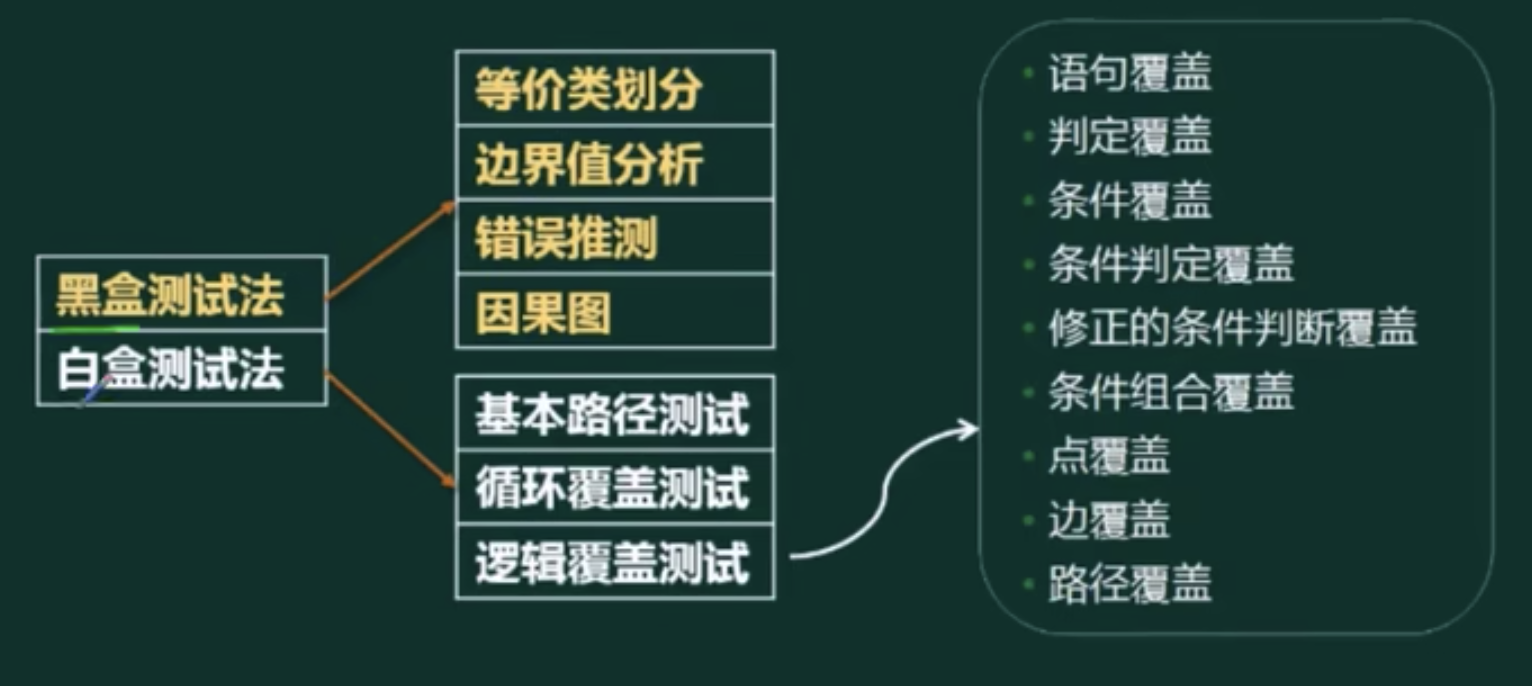 黑盒测试法
白盒测试法
等价类划分
边界值分析
错误推测
因果图
基本路径测试
循环覆盖测试
逻辑覆盖测试
语句覆盖
判定覆盖
条件覆盖
条件判定覆盖
修正的条件判断覆盖
条件组合覆盖
点覆盖
边覆盖
路径覆盖